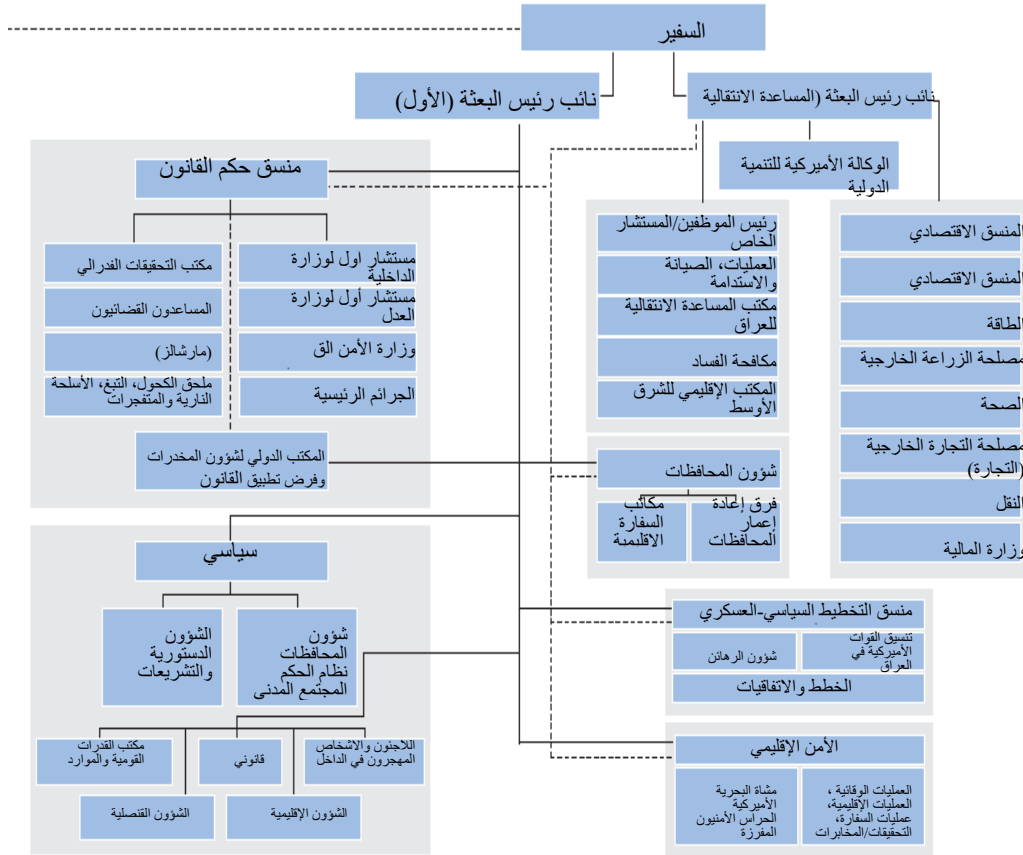 السفير
نائب رئيس البعثة (الأول)
نائب رئيس البعثة (المساعدة الانتقالية
الوكالة الأميركية للتنمية
الدولية
منسق حكم القانون
مستشار اول لوزارة
الداخلية
مستشار أول لوزارة
العدل
وزارة الأمن الق
الجرائم الرئيسية
مكتب التحقيقات الفدرالي
المساعدون القضائيون
(مارشالز)
ملحق الكحول، التبغ، الأسلحة
النارية والمتفجرات
المكتب الدولي لشؤون المخدرات
وفرض تطبيق القانون
رئيس الموظفين/المستشار
الخاص
العمليات، الصيانة
والاستدامة
مكتب المساعدة الانتقالية
للعراق
مكافحة الفساد
المكتب الإقليمي للشرق
الأوسط
المنسق الاقتصادي
المنسق الاقتصادي
الطاقة
مصلحة الزراعة الخارجية
الصحة
مصلحة التجارة الخارجية
(التجارة)
النقل
وزارة المالية
شؤون المحافظات
فرق إعادة
إعمار
المحافظات
مكاتب
السفارة
الاقليمية
سياسي
شؤون
المحافظات
نظام الحكم
المجتمع المدني
الشؤون
الدستورية
والتشريعات
اللاجئون والاشخاص
المهجرون في الداخل
قانوني
مكتب القدرات
القومية والموارد
الشؤون الإقليمية
الشؤون القنصلية
منسق التخطيط السياسي-العسكري
تنسيق القوات
الأميركية في
العراق
شؤون الرهائن
الخطط والاتفاقيات
الأمن الإقليمي
العمليات الوقائية ،
العمليات الإقليمية،
عمليات السفارة،
التحقيقات/المخابرات
مشاة البحرية
الأميركية
الحراس الأمنيون
المفرزة